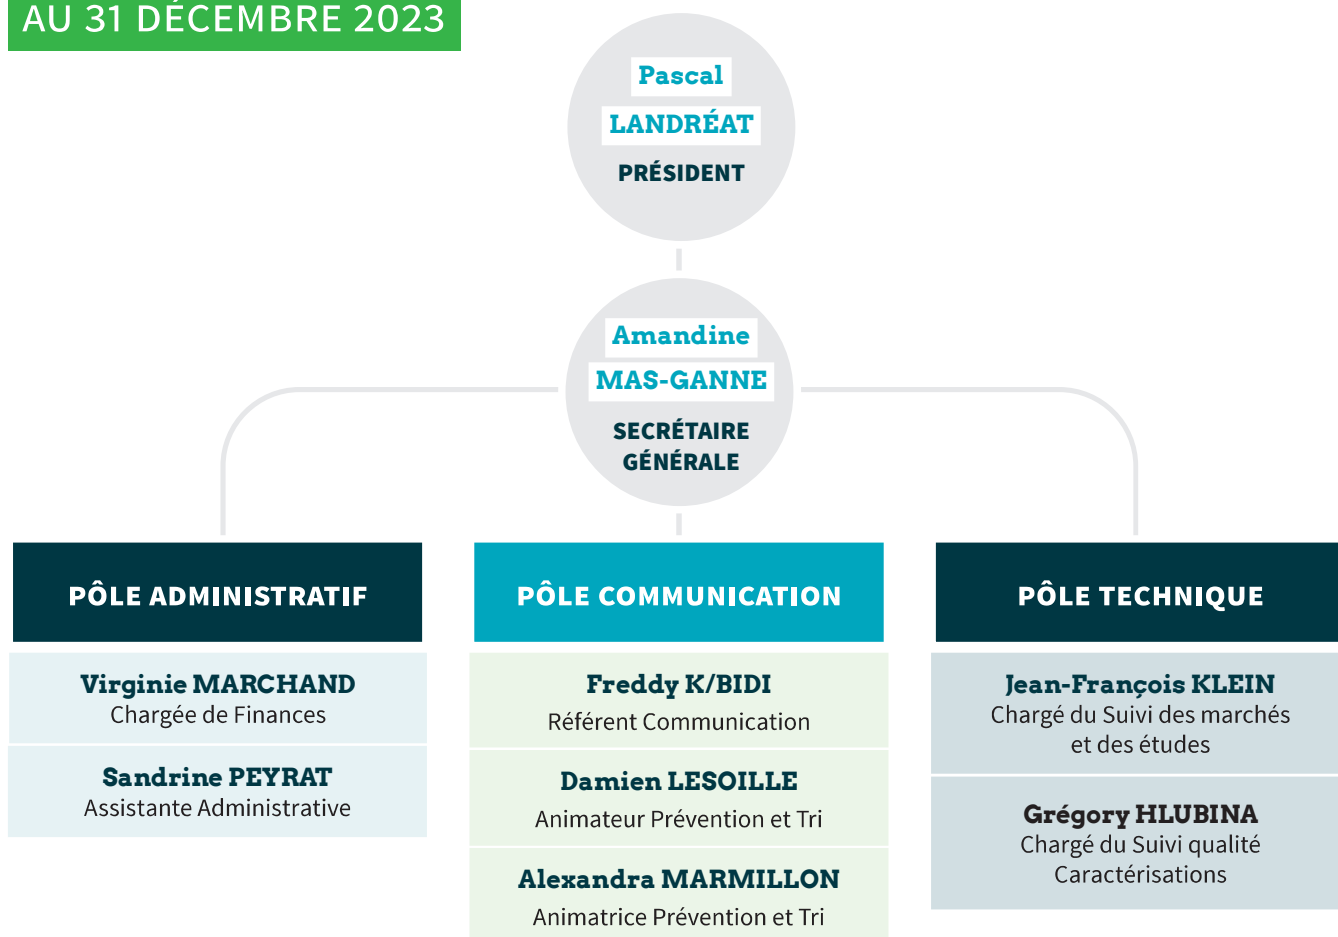 AU 31 DÉCEMBRE 2023
Pascal
LANDRÉAT
PRÉSIDENT
Amandine
MAS-GANNE
SECRÉTAIRE
GÉNÉRALE
PÔLE ADMINISTRATIF
Virginie MARCHAND
Chargée de Finances
Sandrine PEYRAT
Assistante Administrative
PÔLE COMMUNICATION
Freddy K/BIDI
Référent Communication
Damien LESOILLE
Animateur Prévention et Tri
Alexandra MARMILLON
Animatrice Prévention et Tri
PÔLE TECHNIQUE
Jean-François KLEIN
Chargé du Suivi des marchés
et des études
Grégory HLUBINA
Chargé du Suivi qualité
Caractérisations